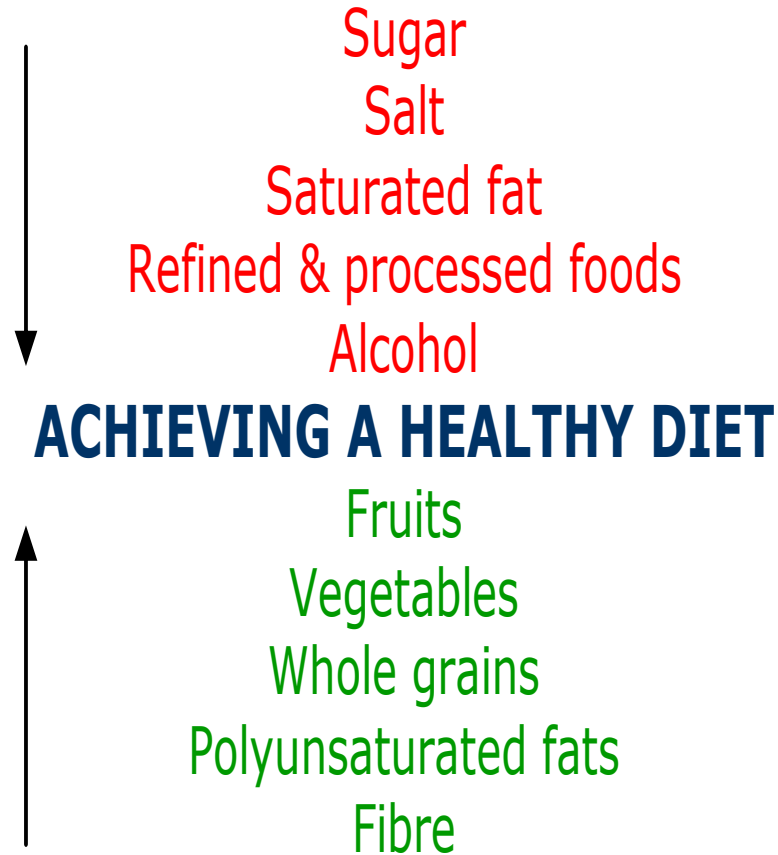 Sugar
Salt
Saturated fat
Refined & processed foods
Alcohol
ACHIEVING A HEALTHY DIET
Fruits
Vegetables
Whole grains
Polyunsaturated fats
Fibre